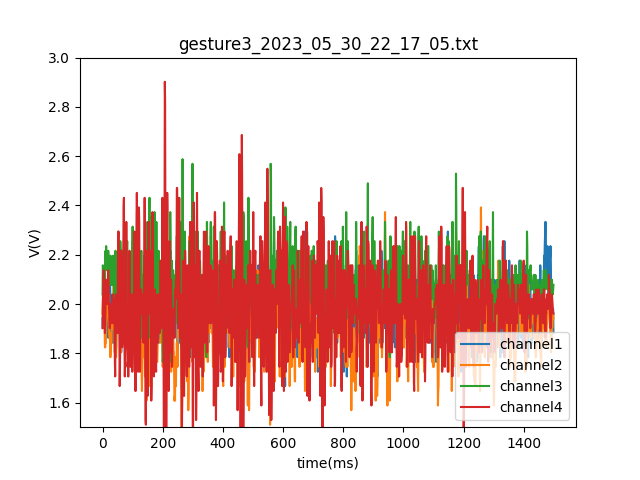 gesture3_2023_05_30_22_17_05.txt
3.0
2.8
2.6
2.4
2.2
2.0
1.8
1.6
V(V)
channel1
channel2
channel3
channel4
0 200 400 600 800 1000 1200 1400
time(ms)